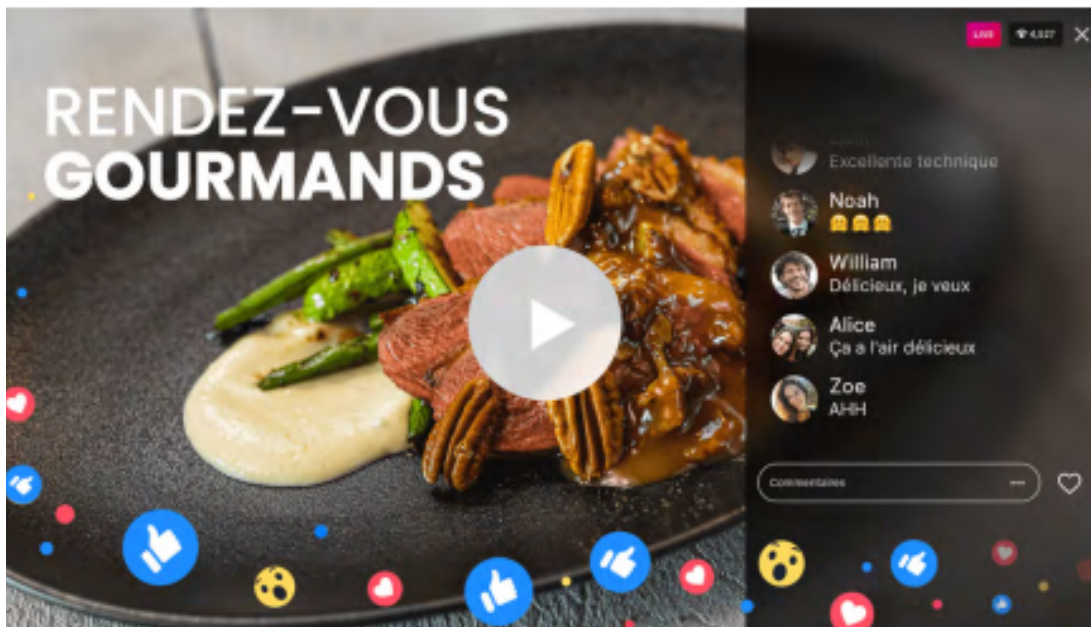 RENDEZ-VOUS
GOURMANDS
LIVE
4,527
Excellente technique
Noah
William
Délicieux, je veux
Alice
Ça a l'air délicieux
Zoe
AHH
Commentaires